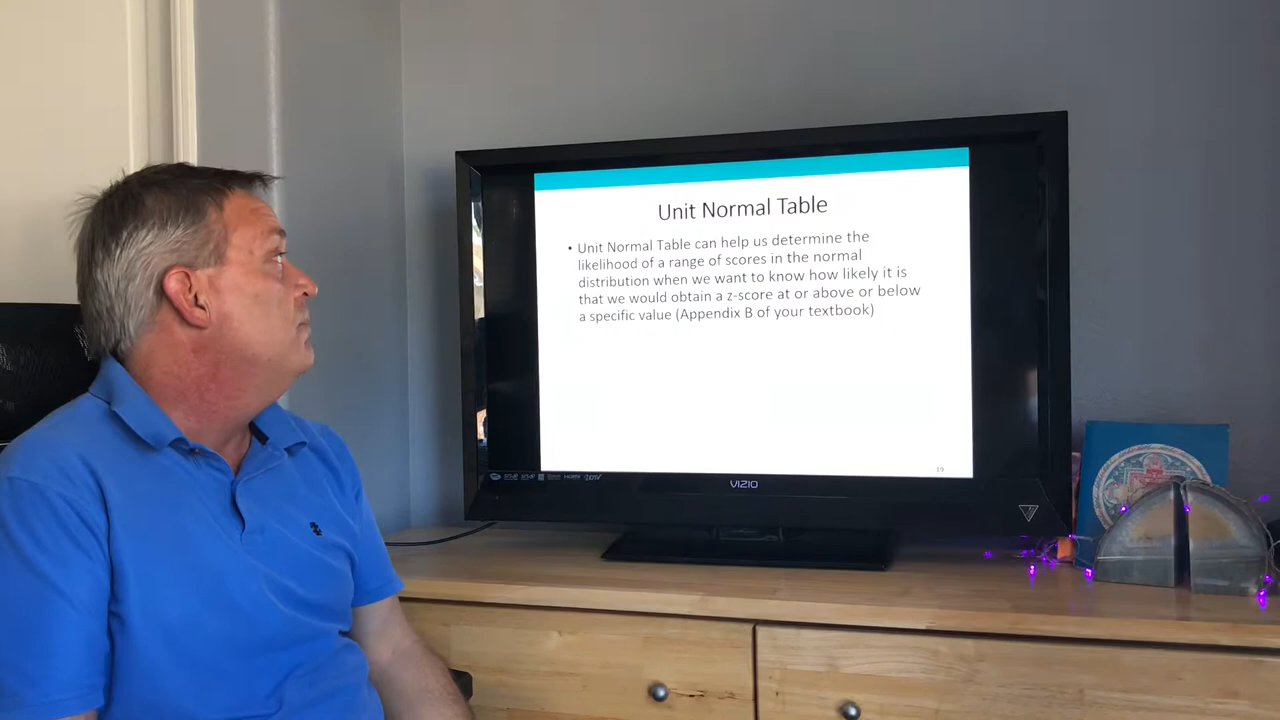 Unit Normal Table
• Unit Normal Table can help us determine the
likelihood of a range of scores in the normal
distribution when we want to know how likely it is
that we would obtain a z-score at or above or below
a specific value (Appendix B of your textbook)
19
VIZIO